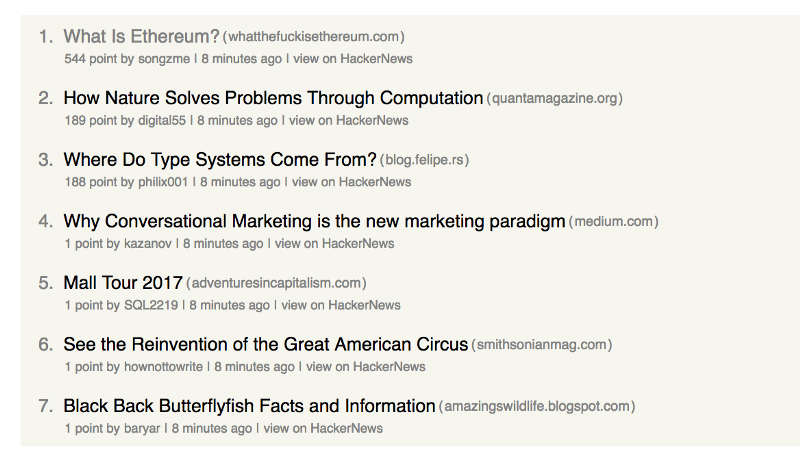 1. What Is Ethereum? (whatthefuckisethereum.com)
544 point by songzme | 8 minutes ago | view on HackerNews
2. How Nature Solves Problems Through Computation (quantamagazine.org)
189 point by digital55 | 8 minutes ago | view on HackerNews
3. Where Do Type Systems Come From? (blog.felipe.rs)
188 point by philix001 | 8 minutes ago | view on HackerNews
4. Why Conversational Marketing is the new marketing paradigm (medium.com)
1 point by kazanov | 8 minutes ago | view on HackerNews
5. Mall Tour 2017 (adventuresincapitalism.com)
1 point by SQL2219 | 8 minutes ago | view on HackerNews
6. See the Reinvention of the Great American Circus (smithsonianmag.com)
1 point by hownottowrite | 8 minutes ago | view on HackerNews
7. Black Back Butterflyfish Facts and Information (amazingswildlife.blogspot.com)
1 point by baryar | 8 minutes ago | view on HackerNews